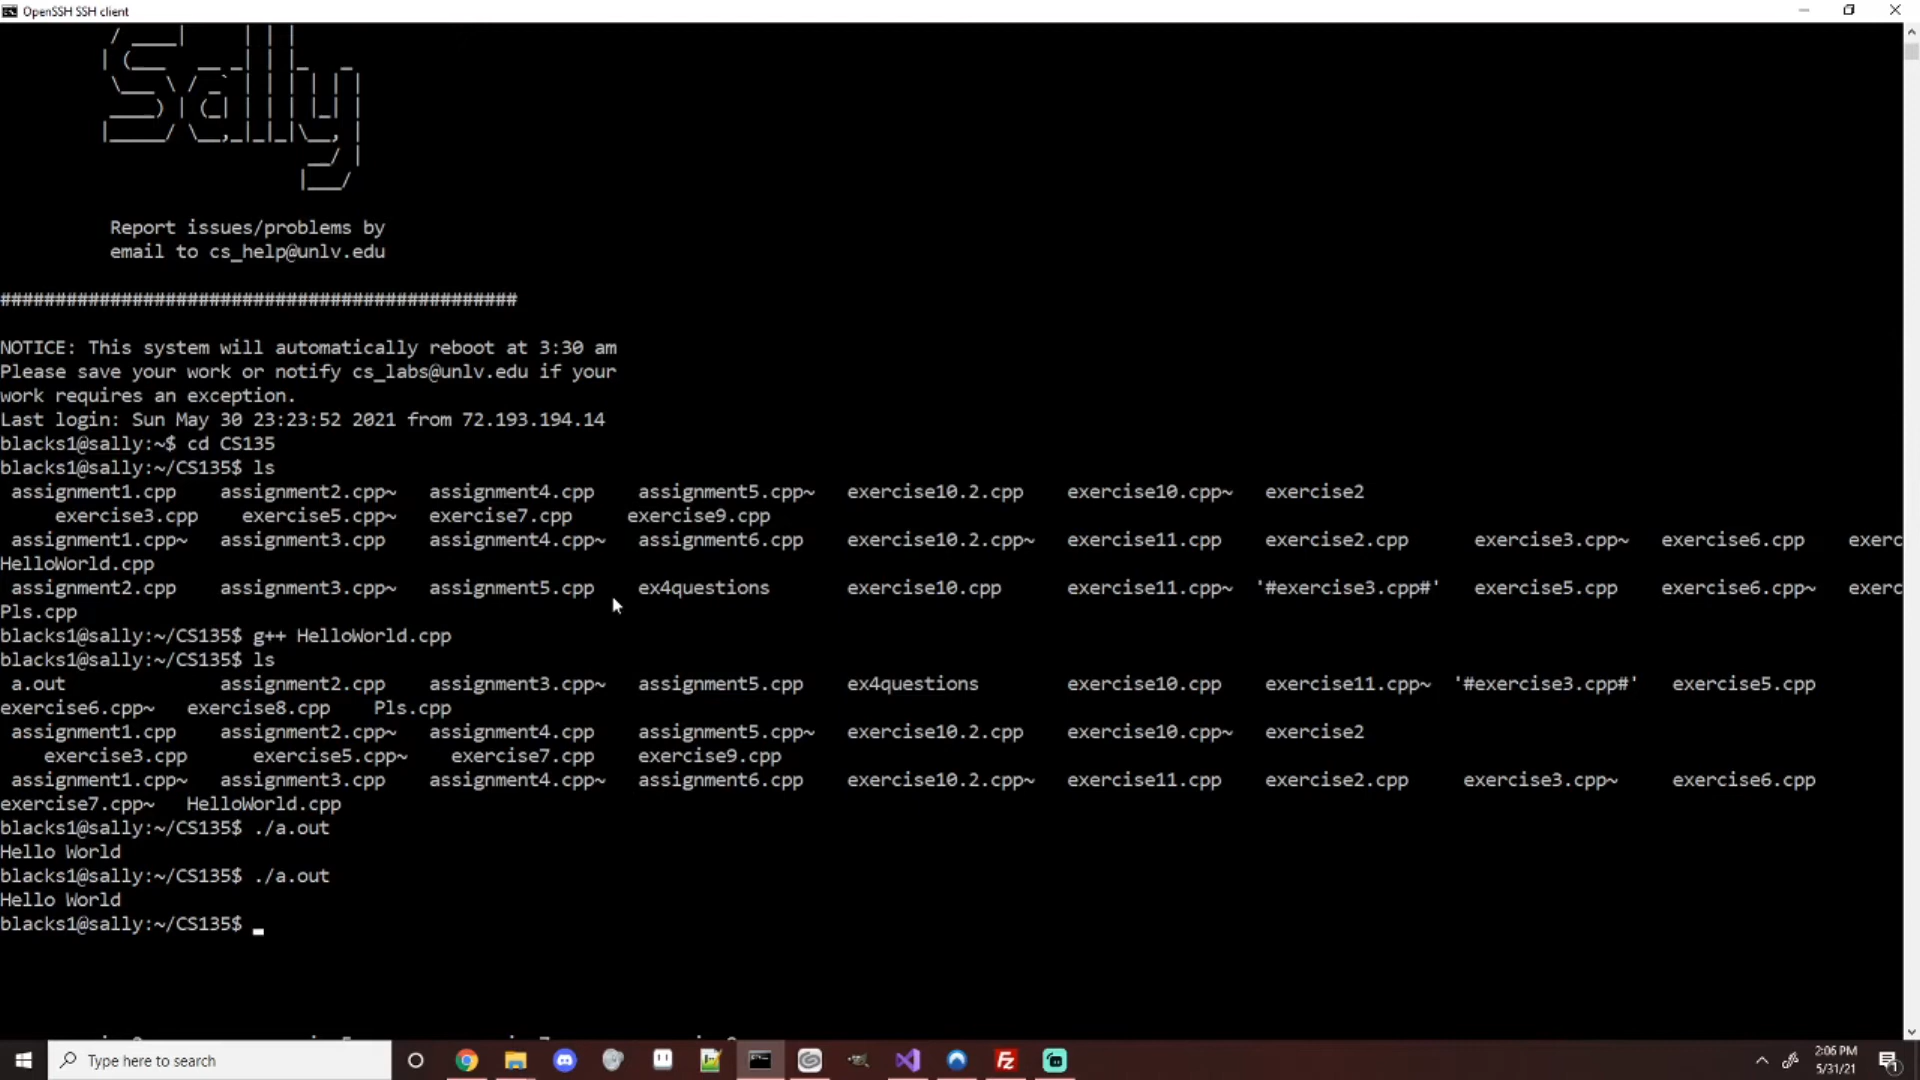 OpenSSH SSH client
Sally
Report issues/problems by
email to cs_help@unlv.edu
###############################################
NOTICE: This system will automatically reboot at 3:30 am
Please save your work or notify cs_labs@unlv.edu if your
work requires an exception.
Last login: Sun May 30 23:23:52 2021 from 72.193.194.14
blacks1@sally:~$ cd CS135
blacks1@sally:~/CS135$ ls
assignment1.cpp assignment2.cpp~ assignment4.cpp assignment5.cpp~ exercise10.2.cpp exercise10.cpp~ exercise2
exercise3.cpp exercise5.cpp~ exercise7.cpp exercise9.cpp
assignment1.cpp~ assignment3.cpp assignment4.cpp~ assignment6.cpp exercise10.2.cpp~ exercise11.cpp exercise2.cpp exercise3.cpp~ exercise6.cpp exerc
HelloWorld.cpp
assignment2.cpp assignment3.cpp~ assignment5.cpp ex4questions exercise10.cpp exercise11.cpp~ '#exercise3.cpp#' exercise5.cpp exercise6.cpp~ exerc
Pls.cpp
blacks1@sally:~/CS135$ g++ HelloWorld.cpp
blacks1@sally:~/CS135$ ls
a.out assignment2.cpp assignment3.cpp~ assignment5.cpp ex4questions exercise10.cpp exercise11.cpp~ '#exercise3.cpp#' exercise5.cpp
exercise6.cpp~ exercise8.cpp Pls.cpp
assignment1.cpp assignment2.cpp~ assignment4.cpp assignment5.cpp~ exercise10.2.cpp exercise10.cpp~ exercise2
exercise3.cpp exercise5.cpp~ exercise7.cpp exercise9.cpp
assignment1.cpp~ assignment3.cpp assignment4.cpp~ assignment6.cpp exercise10.2.cpp~ exercise11.cpp exercise2.cpp exercise3.cpp~ exercise6.cpp
exercise7.cpp~ HelloWorld.cpp
blacks1@sally:~/CS135$ ./a.out
Hello World
blacks1@sally:~/CS135$ ./a.out
Hello World
blacks1@sally:~/CS135$
Type here to search
2:06 PM
5/31/21